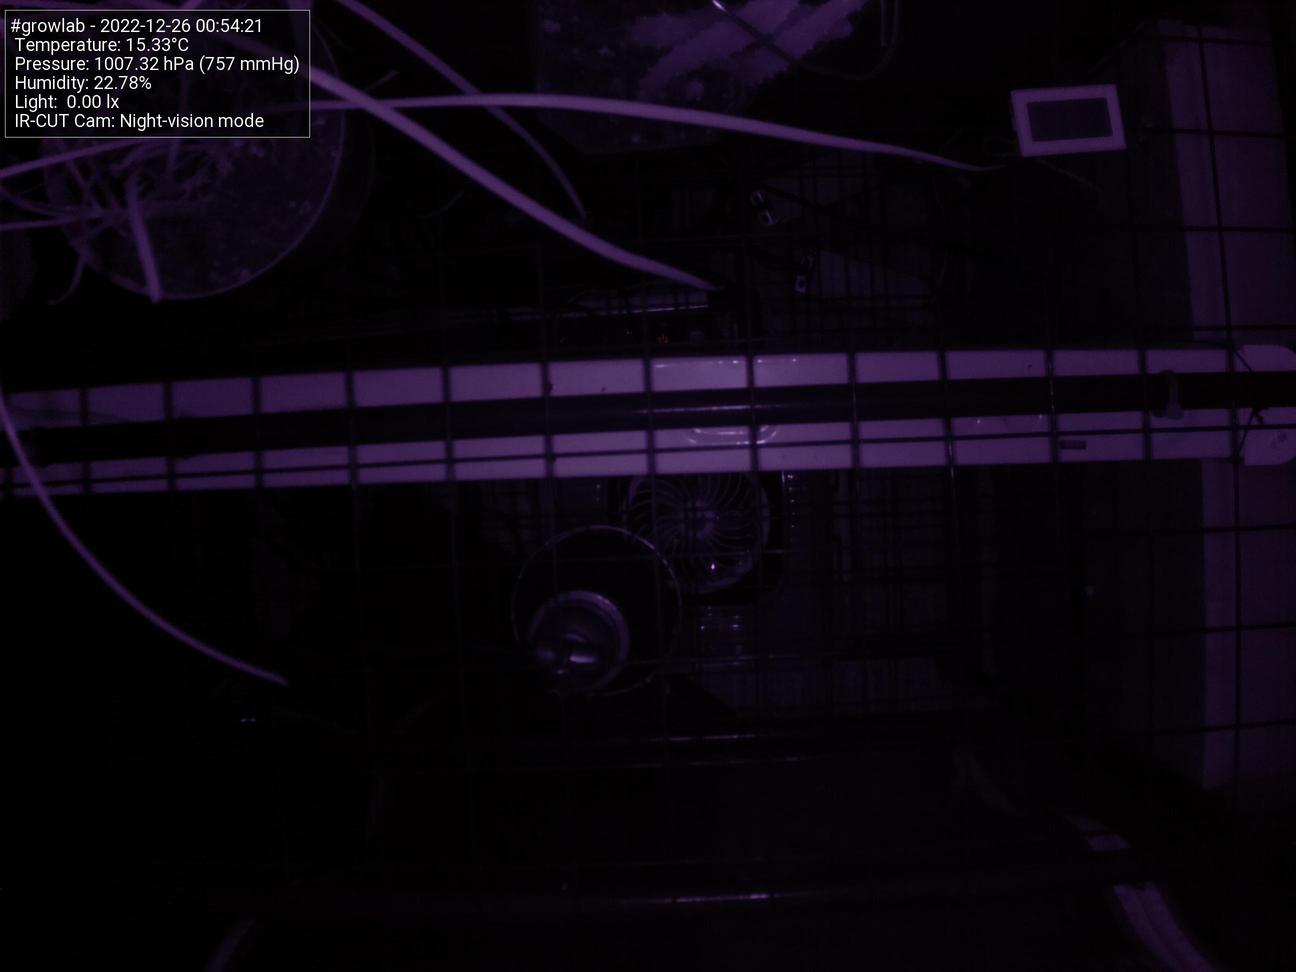 #growlab - 2022-12-26 00:54:21
Temperature: 15.33°C
Pressure: 1007.32 hPa (757 mmHg)
Humidity: 22.78%
Light:  0.00 lx
IR-CUT Cam: Night-vision mode